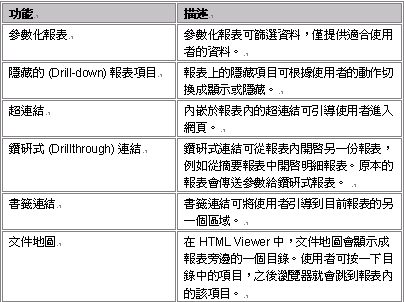 功能 描述
參數化報表 參數化報表可篩選資料，僅提供適合使用
者的資料。
隱藏的 (Drill-down) 報表項目 報表上的隱藏項目可根據使用者的動作切
換成顯示或隱藏。
超連結 內嵌於報表內的超連結可引導使用者進入
網頁。
鑽研式 (Drillthrough) 連結 鑽研式連結可從報表內開啓另一份報表，
例如從摘要報表中開啓明細報表。原本的
報表會傳送參數給鑽研式報表。
書籤連結 書籤連結可將使用者引導到目前報表的另
一個區域。
文件地圖 在 HTML Viewer 中，文件地圖會顯示成
報表旁邊的一個目錄。使用者可按一下目
錄中的項目，之後瀏覽器就會跳到報表內
的該項目。